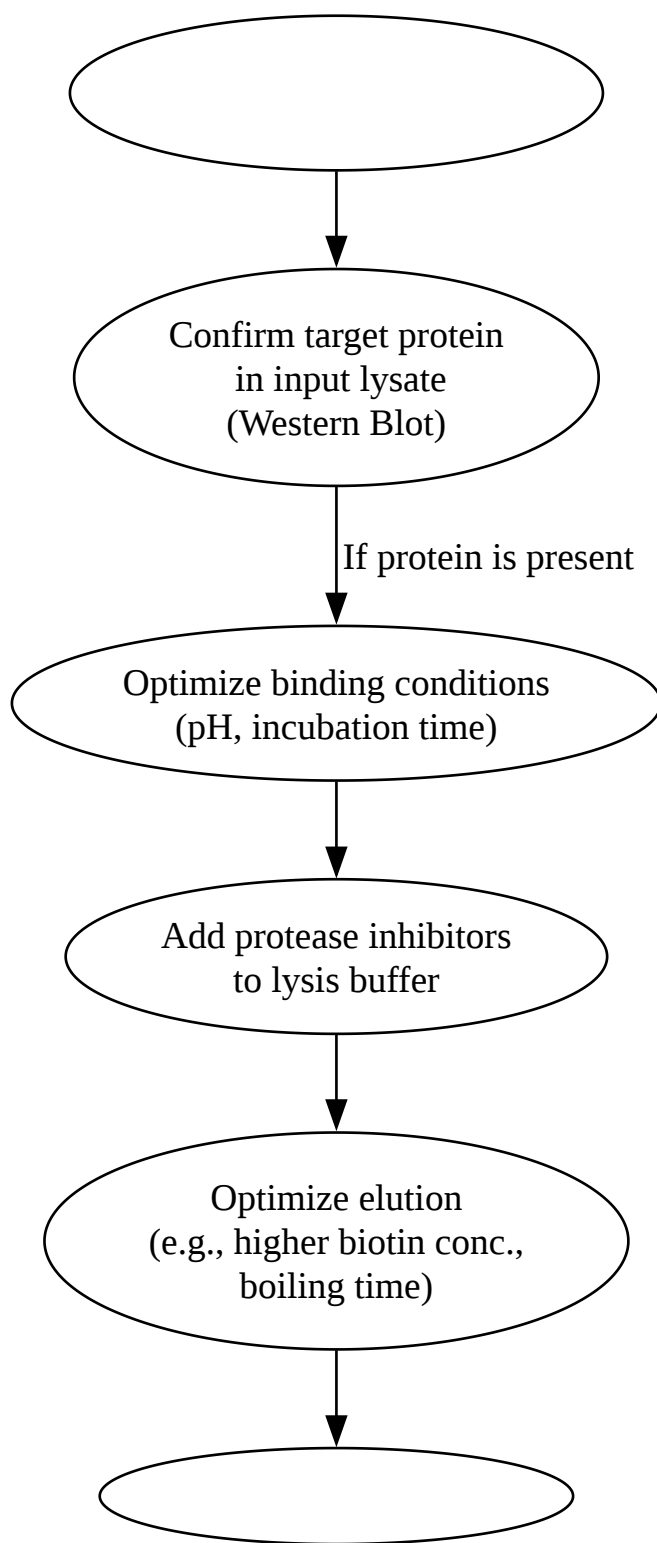 Confirm target protein
in input lysate
(Western Blot)
If protein is present
Optimize binding conditions
(pH, incubation time)
Add protease inhibitors
to lysis buffer
Optimize elution
(e.g., higher biotin conc.,
boiling time)